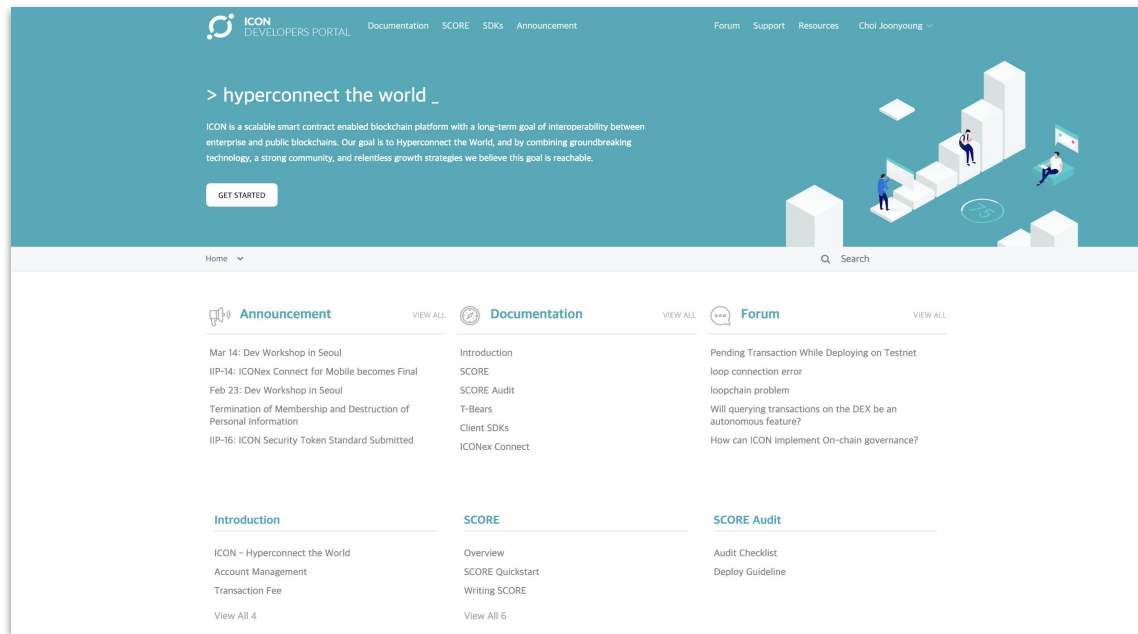 ICON
DEVELOPERS PORTAL
Documentation SCORE SDKs Announcement
Forum Support Resources Choi Joonyoung
> hyperconnect the world _
ICON is a scalable smart contract enabled blockchain platform with a long-term goal of interoperability between
enterprise and public blockchains. Our goal is to Hyperconnect the World, and by combining groundbreaking
technology, a strong community, and relentless growth strategies we believe this goal is reachable.
GET STARTED
75
Home
Search
Announcement VIEW ALL
Mar 14: Dev Workshop in Seoul
IIP-14: ICONex Connect for Mobile becomes Final
Feb 23: Dev Workshop in Seoul
Termination of Membership and Destruction of
Personal Information
IIP-16: ICON Security Token Standard Submitted
Documentation VIEW ALL
Introduction
SCORE
SCORE Audit
T-Bears
Client SDKs
ICONex Connect
Forum VIEW ALL
Pending Transaction While Deploying on Testnet
loop connection error
loopchain problem
Will querying transactions on the DEX be an
autonomous feature?
How can ICON implement On-chain governance?
Introduction
ICON - Hyperconnect the World
Account Management
Transaction Fee
View All 4
SCORE
Overview
SCORE Quickstart
Writing SCORE
View All 6
SCORE Audit
Audit Checklist
Deploy Guideline